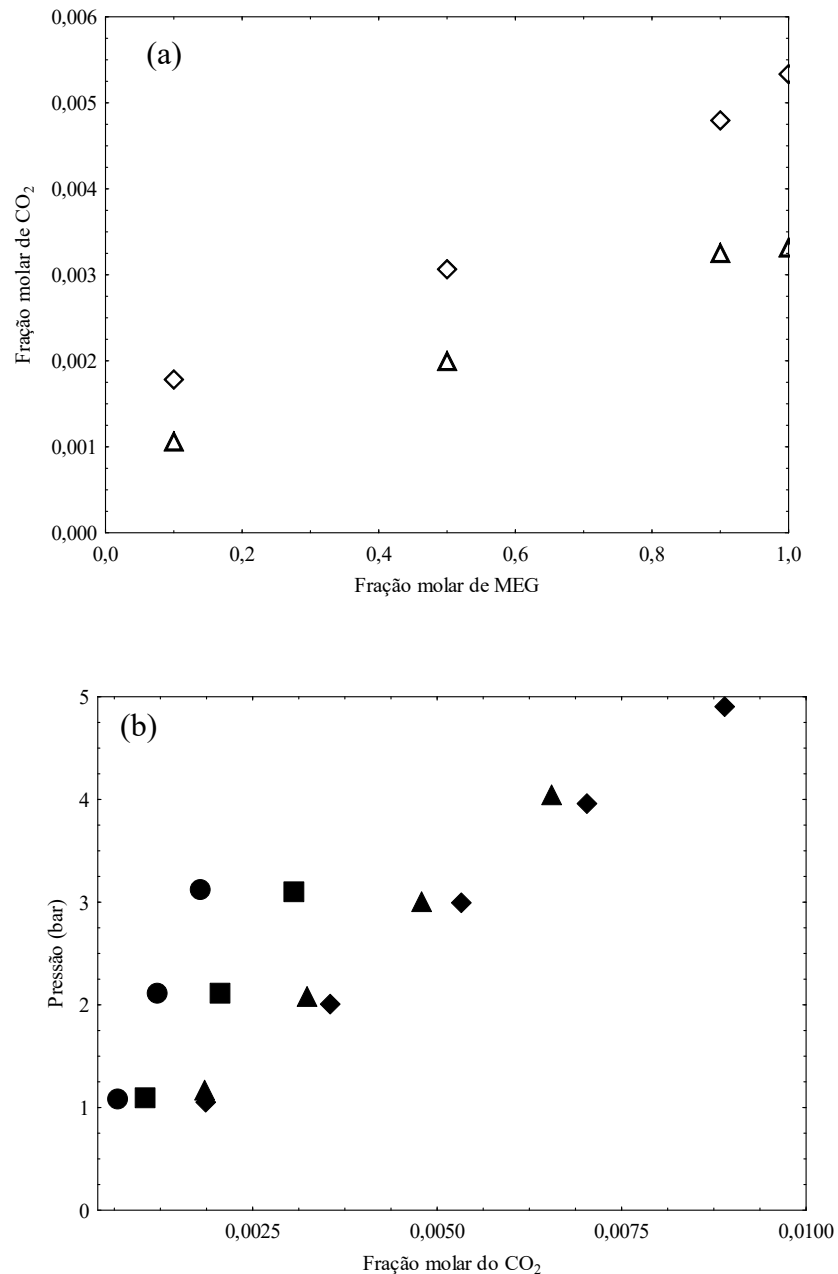 (a)
0,006
0,005
0,004
0,003
0,002
0,001
0,000
Fração molar de CO₂
0,0 0,2 0,4 0,6 0,8 1,0
Fração molar de MEG
(b)
5
4
3
2
1
0
Pressão (bar)
0,0025 0,0050 0,0075 0,0100
Fração molar do CO₂